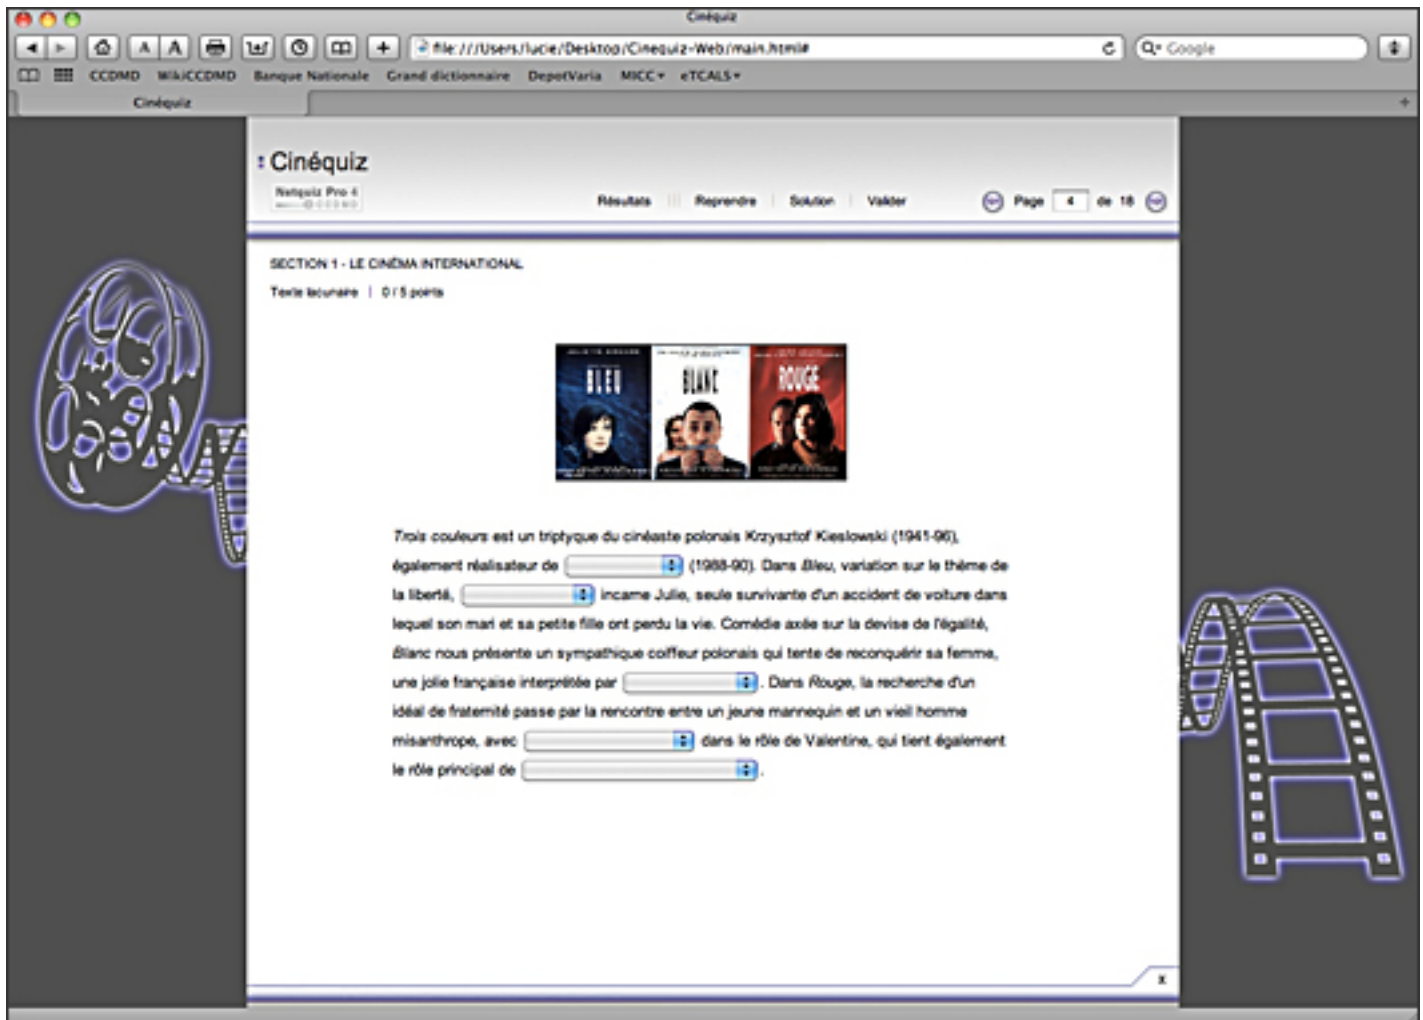 Cinéquiz
file:///Users/lucie/Desktop/Cinequiz-Web/main.html#
Google
CCDMD WikiCCDMD Banque Nationale Grand dictionnaire DepotVaria MICC eTCALS
Cinéquiz
Cinéquiz
Netquiz Pro 4
Résultats Reprendre Solution Valider Page 4 de 18
SECTION 1 - LE CINÉMA INTERNATIONAL
Texte lacunaire | 0 / 5 points
BLEU BLANC ROUGE
Trois couleurs est un triptyque du cinéaste polonais Krzysztof Kieslowski (1941-96),
également réalisateur de (1988-90). Dans Bleu, variation sur le thème de
la liberté, incarne Julie, seule survivante d'un accident de voiture dans
lequel son mari et sa petite fille ont perdu la vie. Comédie axée sur la devise de l'égalité,
Blanc nous présente un sympathique coiffeur polonais qui tente de reconquérir sa femme,
une jolie française interprétée par . Dans Rouge, la recherche d'un
idéal de fraternité passe par la rencontre entre un jeune mannequin et un vieil homme
misanthrope, avec dans le rôle de Valentine, qui tient également
le rôle principal de .
x